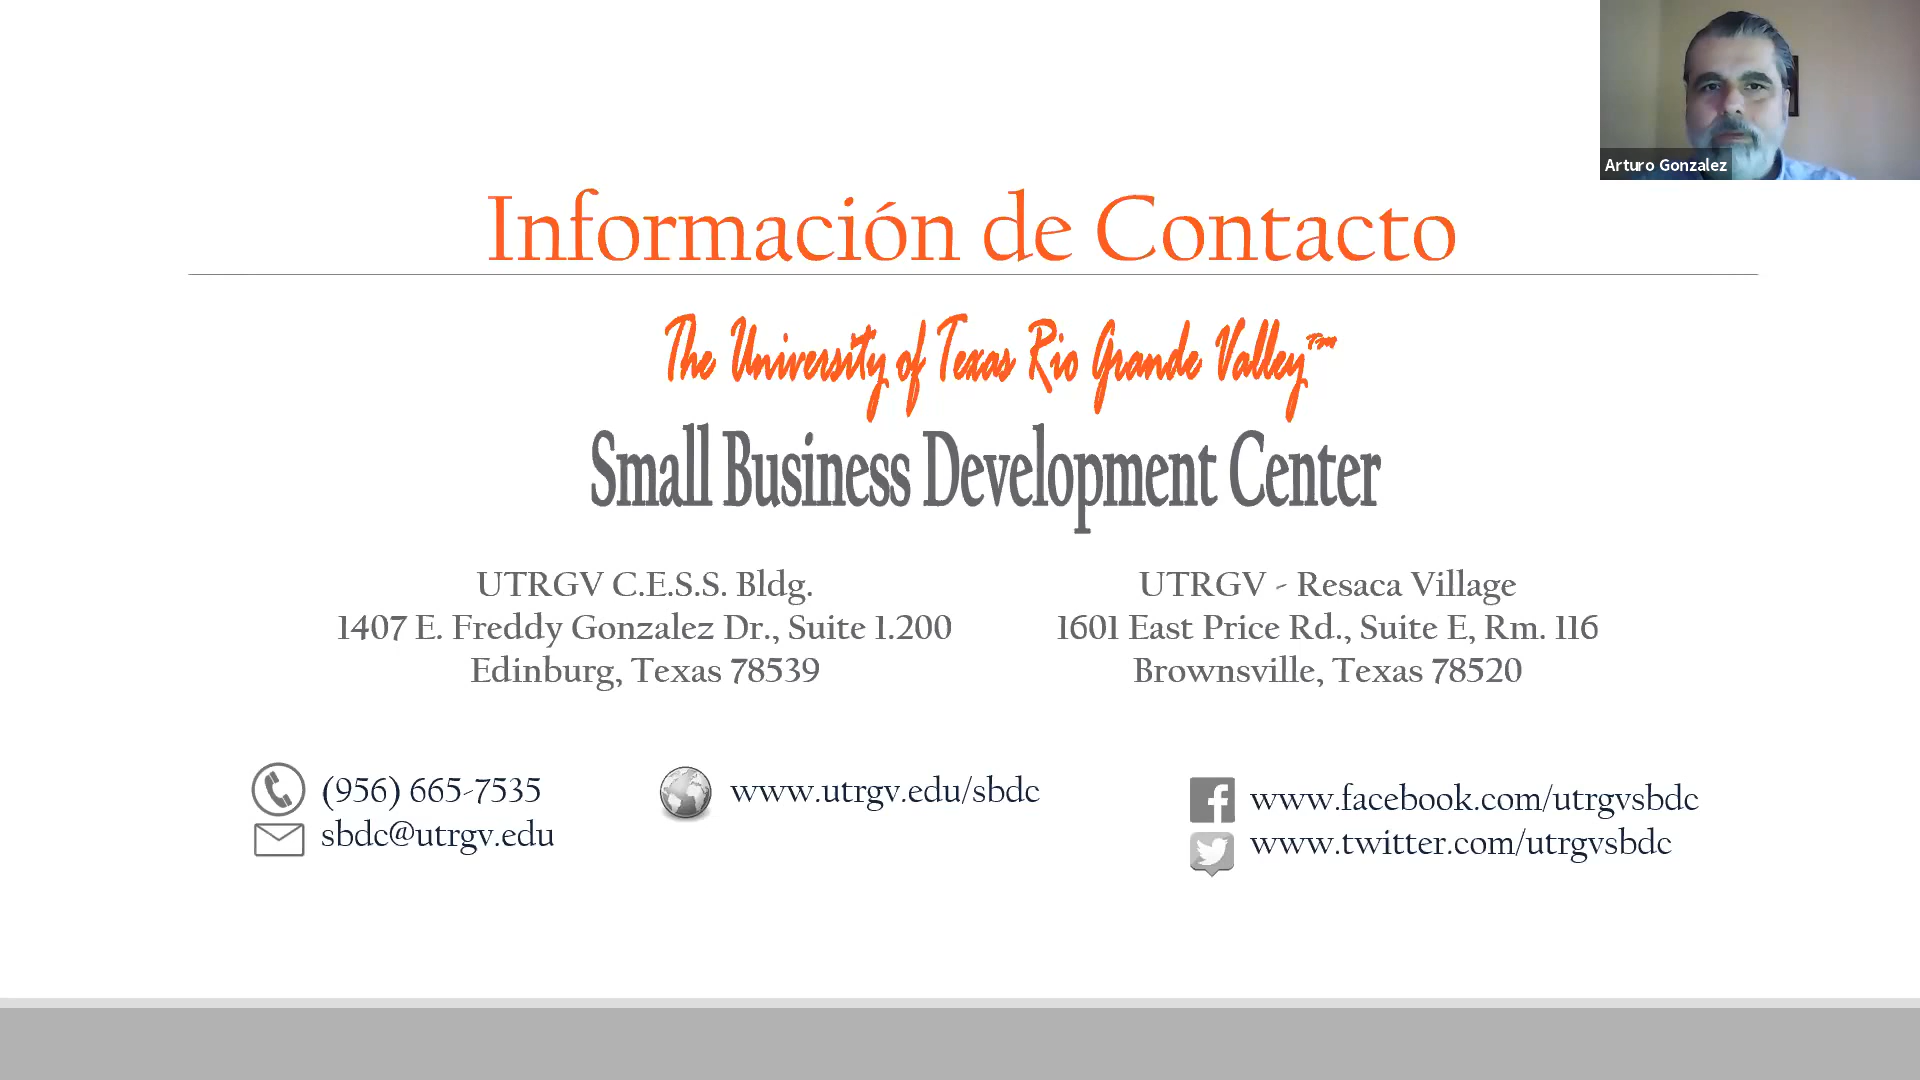 Arturo Gonzalez
Información de Contacto
The University of Texas Rio Grande Valley™
Small Business Development Center
UTRGV C.E.S.S. Bldg.
1407 E. Freddy Gonzalez Dr., Suite 1.200
Edinburg, Texas 78539
UTRGV - Resaca Village
1601 East Price Rd., Suite E, Rm. 116
Brownsville, Texas 78520
(956) 665-7535
sbdc@utrgv.edu
www.utrgv.edu/sbdc
www.facebook.com/utrgvsbdc
www.twitter.com/utrgvsbdc